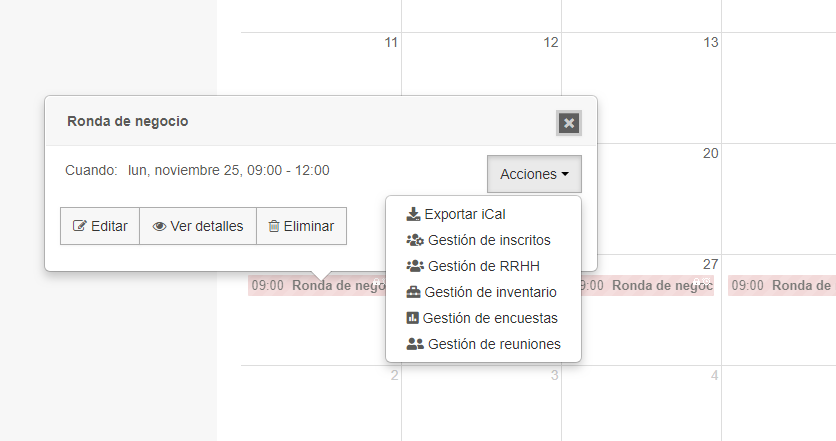 11
12
13
Ronda de negocio
Cuando: lun, noviembre 25, 09:00 - 12:00
Acciones
20
Editar
Ver detalles
Eliminar
Exportar iCal
Gestión de inscritos
Gestión de RRHH
Gestión de inventario
Gestión de encuestas
Gestión de reuniones
27
09:00 Ronda de nego
:00 Ronda de negoc
09:00 Ronda de
2
3
4